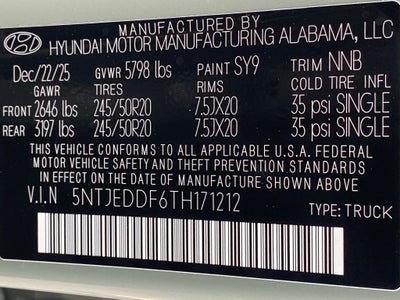 MANUFACTURED BY
HYUNDAI MOTOR MANUFACTURING ALABAMA, LLC
Dec/22/25 GVWR 5798 lbs PAINT SY9 TRIM NNB
GAWR TIRES RIMS COLD TIRE INFL
FRONT 2646 lbs 245/50R20 7.5JX20 35 psi SINGLE
REAR 3197 lbs 245/50R20 7.5JX20 35 psi SINGLE
THIS VEHICLE CONFORMS TO ALL APPLICABLE U.S.A. FEDERAL
MOTOR VEHICLE SAFETY AND THEFT PREVENTION STANDARDS
IN EFFECT ON THE DATE OF MANUFACTURE SHOWN ABOVE.
V.I.N 5NTJEDDF6TH171212 TYPE: TRUCK